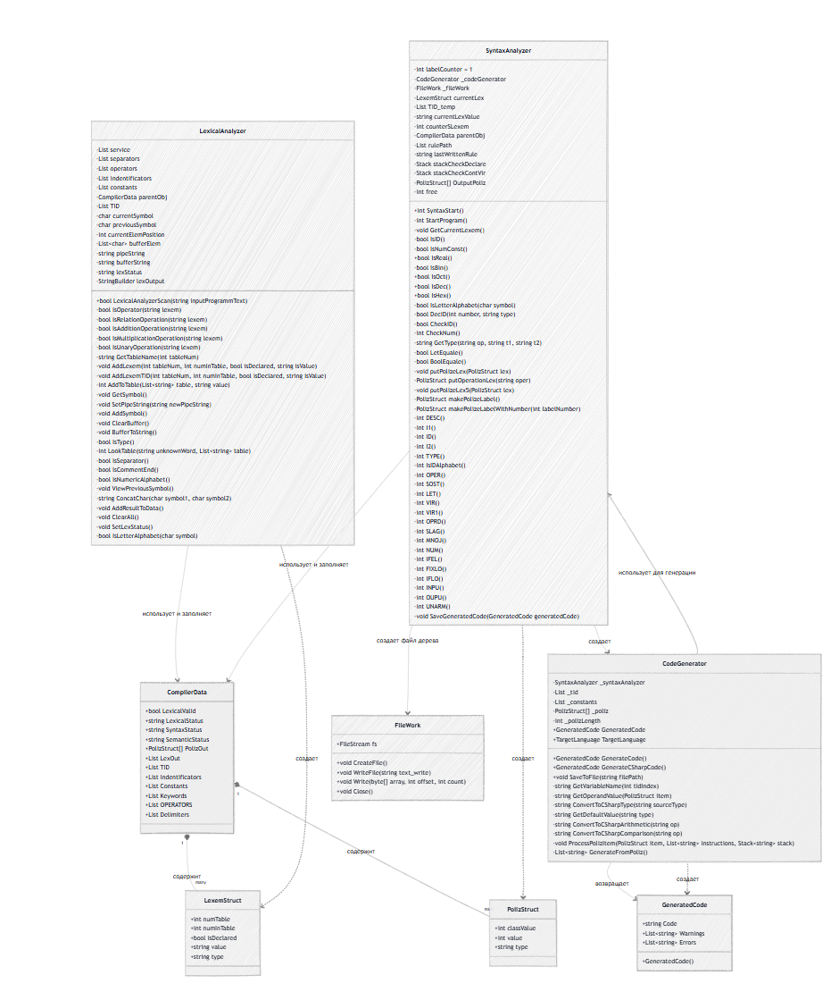 SyntaxAnalyzer
-int labelCounter = 1
-CodeGenerator _codeGenerator
-FileWork _fileWork
-LexemStruct currentLex
-List TID_temp
-string currentLexValue
-int counterSLexem
-CompilerData parentObj
-List rulePath
-string lastWrittenRule
-Stack stackCheckDeclare
-Stack stackCheckContVir
-PolizStruct[] OutputPoliz
-int free
+int SyntaxStart()
-int StartProgram()
-void GetCurrentLexem()
-bool IsID()
-bool IsNumConst()
+bool IsReal()
-bool IsBin()
+bool IsOct()
+bool IsDec()
+bool IsHex()
-bool IsLetterAlphabet(char symbol)
-bool DecID(int number, string type)
-bool CheckID()
-int CheckNum()
-string GetType(string op, string t1, string t2)
-bool LetEquale()
-bool BoolEquale()
-void putPolizeLex(PolizStruct lex)
-PolizStruct putOperationLex(string oper)
-void putPolizeLex5(PolizStruct lex)
-PolizStruct makePolizeLabel()
-PolizStruct makePolizeLabelWithNumber(int labelNumber)
-int DESC()
-int I1()
-int ID()
-int I2()
-int TYPE()
-int IsIDAlphabet()
-int OPER()
-int SOST()
-int LET()
-int VIR()
-int VIR1()
-int OPRD()
-int SLAG()
-int MNOJ()
-int NUM()
-int IFEL()
-int FIXLO()
-int IFLO()
-int INPU()
-int OUPU()
-int UNARM()
-void SaveGeneratedCode(GeneratedCode generatedCode)
LexicalAnalyzer
-List service
-List separators
-List operators
-List indentificators
-List constants
-CompilerData parentObj
-List TID
-char currentSymbol
-char previousSymbol
-int currentElemPosition
-List<char> bufferElem
-string pipeString
-string bufferString
-string lexStatus
-StringBuilder lexOutput
+bool LexicalAnalyzerScan(string inputProgrammText)
-bool IsOperator(string lexem)
-bool IsRelationOperation(string lexem)
-bool IsAdditionOperation(string lexem)
-bool IsMultiplicationOperation(string lexem)
-bool IsUnaryOperation(string lexem)
-string GetTableName(int tableNum)
-void AddLexem(int tableNum, int numInTable, bool isDeclared, string isValue)
-void AddLexemTID(int tableNum, int numInTable, bool isDeclared, string isValue)
-int AddToTable(List<string> table, string value)
-void GetSymbol()
-void SetPipeString(string newPipeString)
-void AddSymbol()
-void ClearBuffer()
-void BufferToString()
-bool IsType()
-int LookTable(string unknownWord, List<string> table)
-bool IsSeparator()
-bool IsCommentEnd()
-bool IsNumericAlphabet()
-void ViewPreviousSymbol()
-string ConcatChar(char symbol1, char symbol2)
-void AddResultToData()
-void ClearAll()
-void SetLexStatus()
-bool IsLetterAlphabet(char symbol)
использует и заполняет
использует и заполняет
использует для генерации
создает файл дерева
создает
CodeGenerator
-SyntaxAnalyzer _syntaxAnalyzer
-List _tid
-List _constants
-PolizStruct[] _poliz
-int _polizLength
+GeneratedCode GeneratedCode
+TargetLanguage TargetLanguage
+GeneratedCode GenerateCode()
+GeneratedCode GenerateCSharpCode()
+void SaveToFile(string filePath)
-string GetVariableName(int tidIndex)
-string GetOperandValue(PolizStruct item)
-string ConvertToCSharpType(string sourceType)
-string GetDefaultValue(string type)
-string ConvertToCSharpArithmetic(string op)
-string ConvertToCSharpComparison(string op)
-void ProcessPolizItem(PolizStruct item, List<string> instructions, Stack<string> stack)
-List<string> GenerateFromPoliz()
CompilerData
+bool LexicalValid
+string LexicalStatus
+string SyntaxStatus
+string SemanticStatus
+PolizStruct[] PolizOut
+List LexOut
+List TID
+List Indentificators
+List Constants
+List Keywords
+List OPERATORS
+List Delimiters
FileWork
+FileStream fs
+void CreateFile()
+void WriteFile(string text_write)
+void Write(byte[] array, int offset, int count)
+void Close()
создает
создает
1
1
содержит
содержит
many
возвращает
создает
LexemStruct
+int numTable
+int numInTable
+bool isDeclared
+string value
+string type
PolizStruct
+int classValue
+int value
+string type
GeneratedCode
+string Code
+List<string> Warnings
+List<string> Errors
+GeneratedCode()